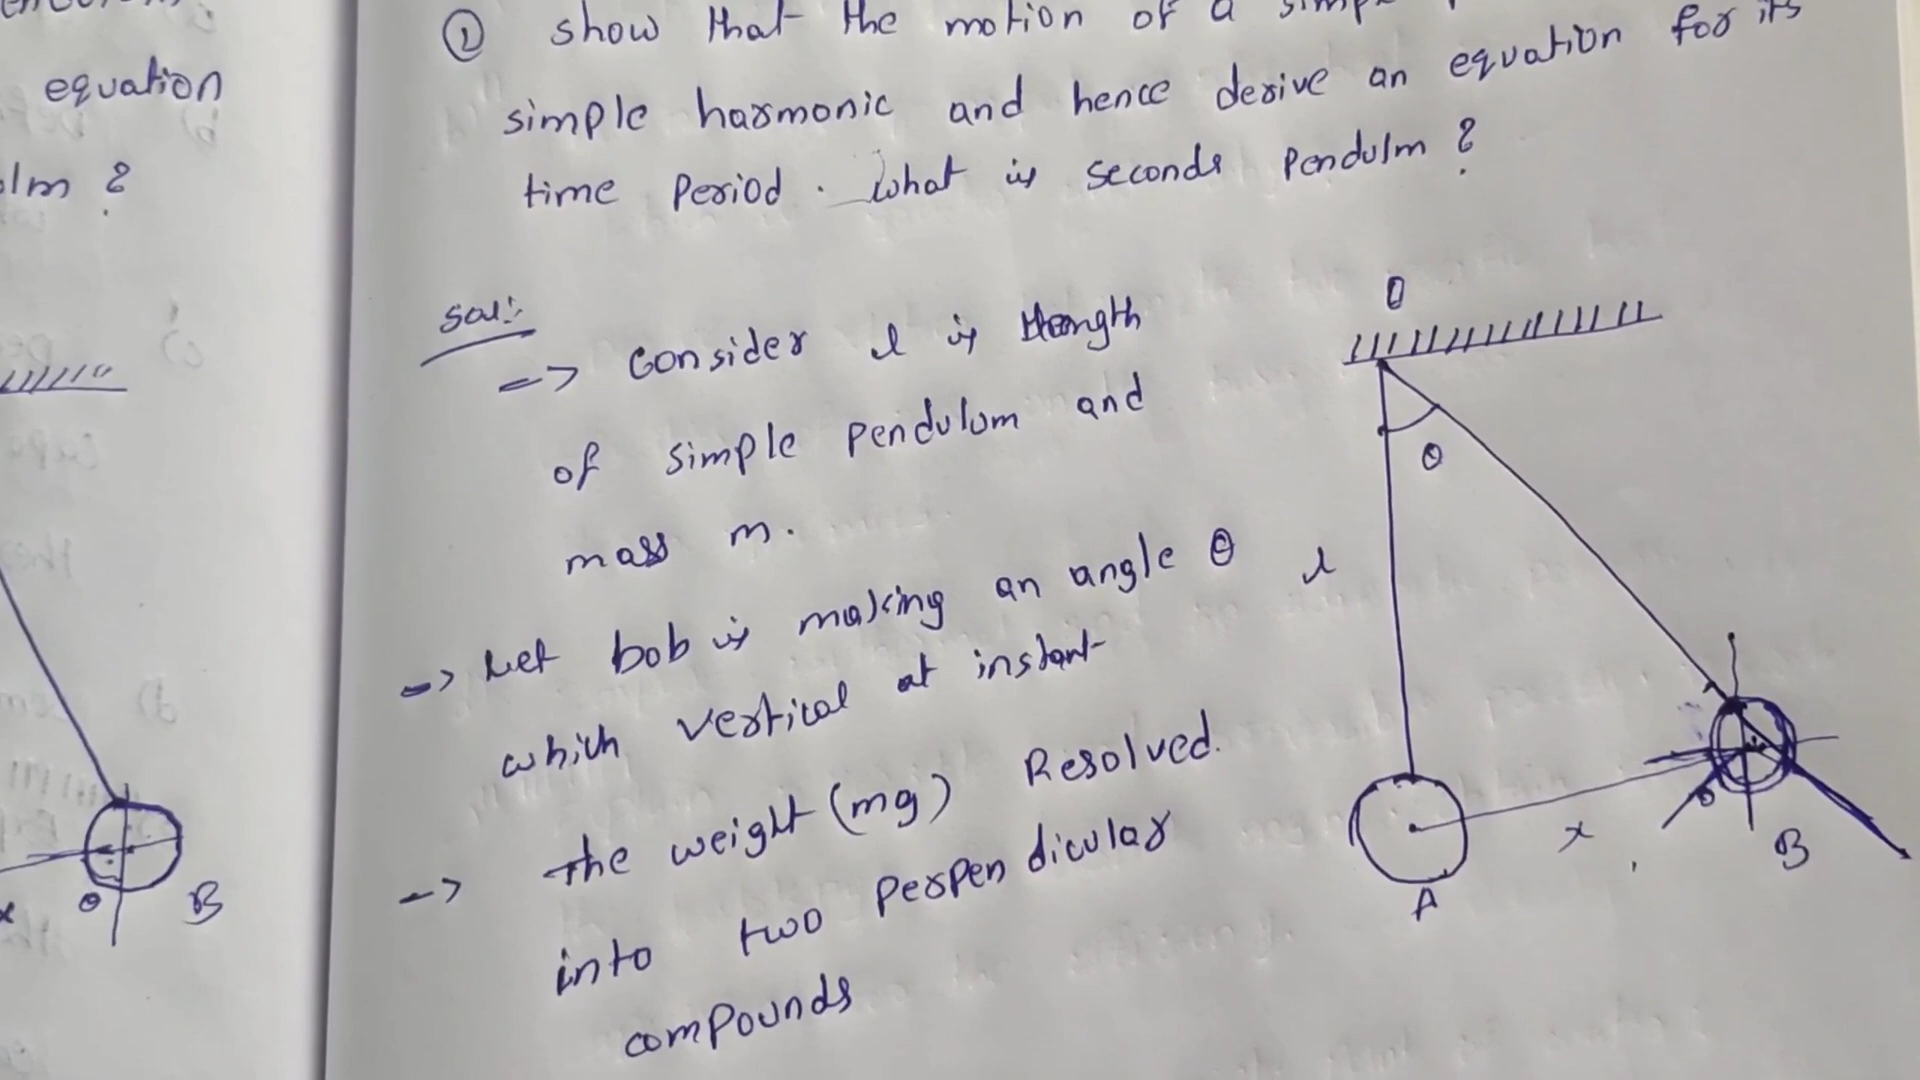 equation
lm ?
B
① show that the motion of a simp
simple harmonic and hence derive an equation for its
time Period. What is seconds Pendulm ?
Sol:
=> Consider l is length
of simple pendulum and
mass m.
-> Let bob is making an angle θ
which vertical at instant
-> the weight (mg) Resolved.
into two Perpendicular
compounds
O
θ
l
x
θ
A
B
θ
x